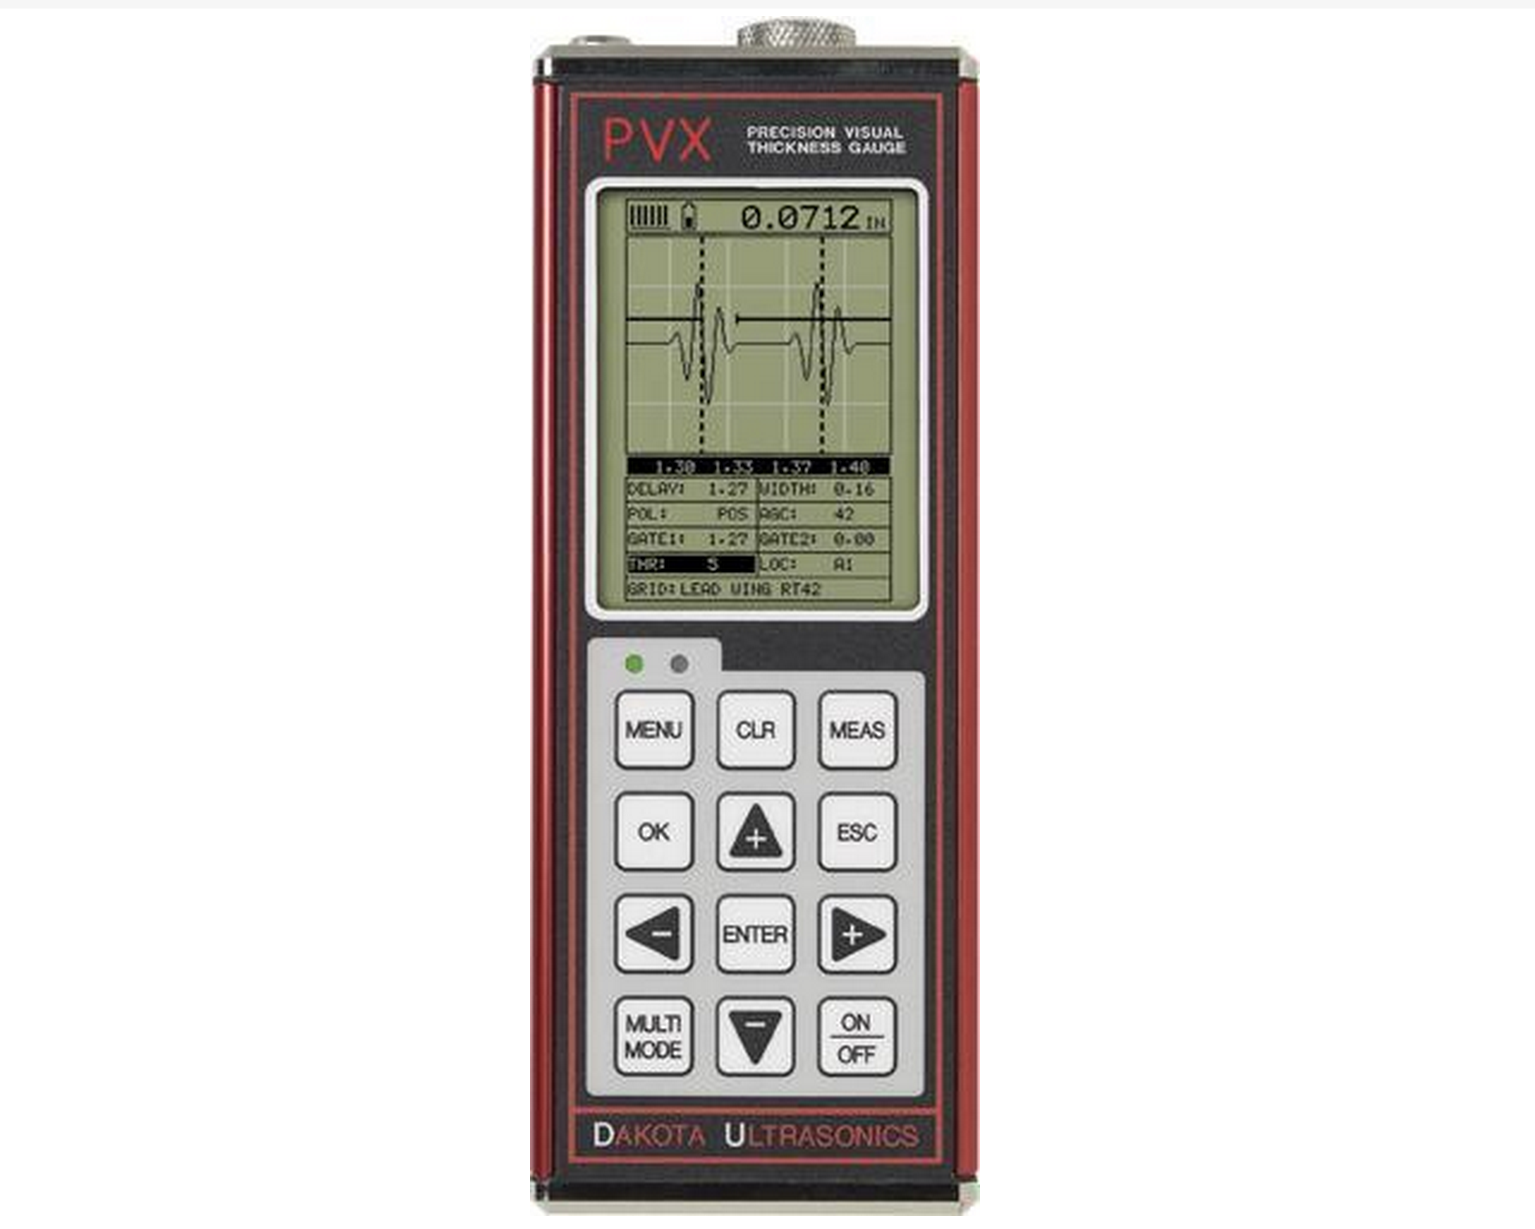 PVX
PRECISION VISUAL
THICKNESS GAUGE
0.0712 IN
1.30 1.33 1.37 1.40
DELAY: 1.27 WIDTH: 0.16
POL: POS AGC: 42
GATE1: 1.27 GATE2: 0.00
THR: 5 LOC: A1
GRID: LEAD WING RT42
MENU CLR MEAS
OK + ESC
- ENTER +
MULTI
MODE - ON
OFF
DAKOTA ULTRASONICS